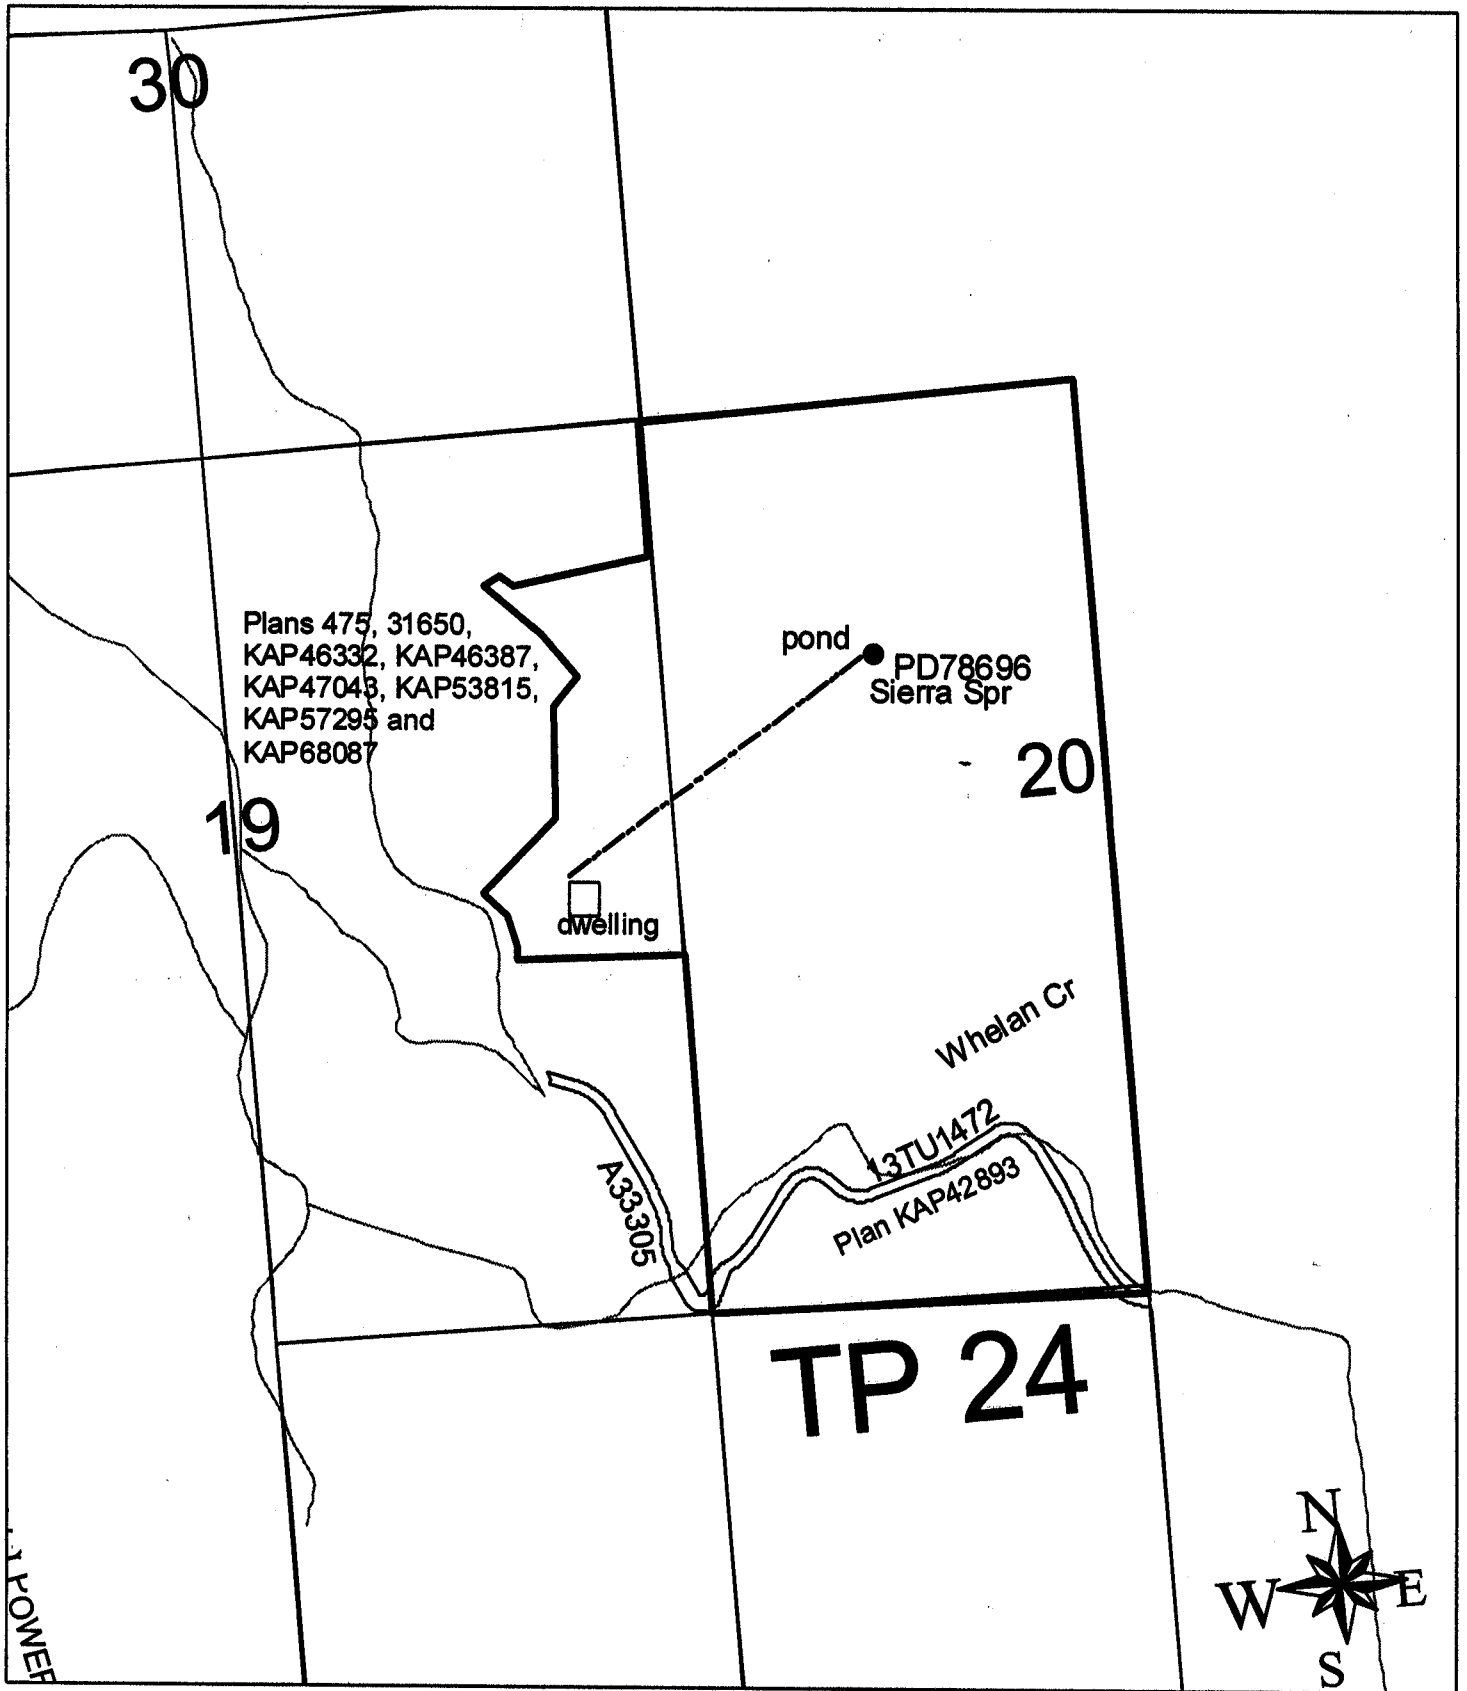 30
Plans 475, 31650,
KAP46332, KAP46387,
KAP47043, KAP53815,
KAP57295 and
KAP68087
pond
PD78696
Sierra Spr
20
19
dwelling
Whelan Cr
13TU1472
Plan KAP42893
A33305
TP 24
N
W E
S
POWER